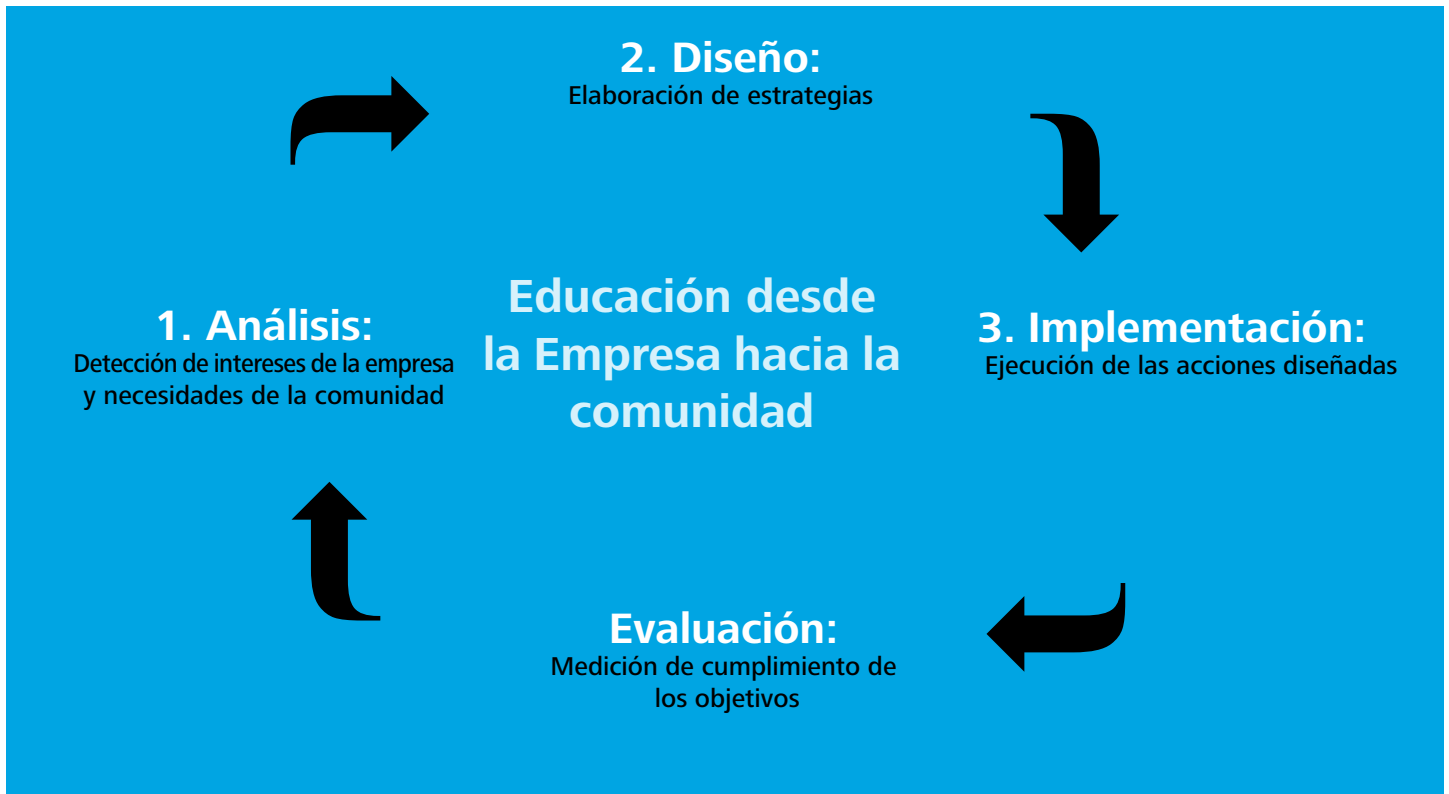 2. Diseño:
Elaboración de estrategias
1. Análisis:
Detección de intereses de la empresa
y necesidades de la comunidad
Educación desde
la Empresa hacia la
comunidad
3. Implementación:
Ejecución de las acciones diseñadas
Evaluación:
Medición de cumplimiento de
los objetivos